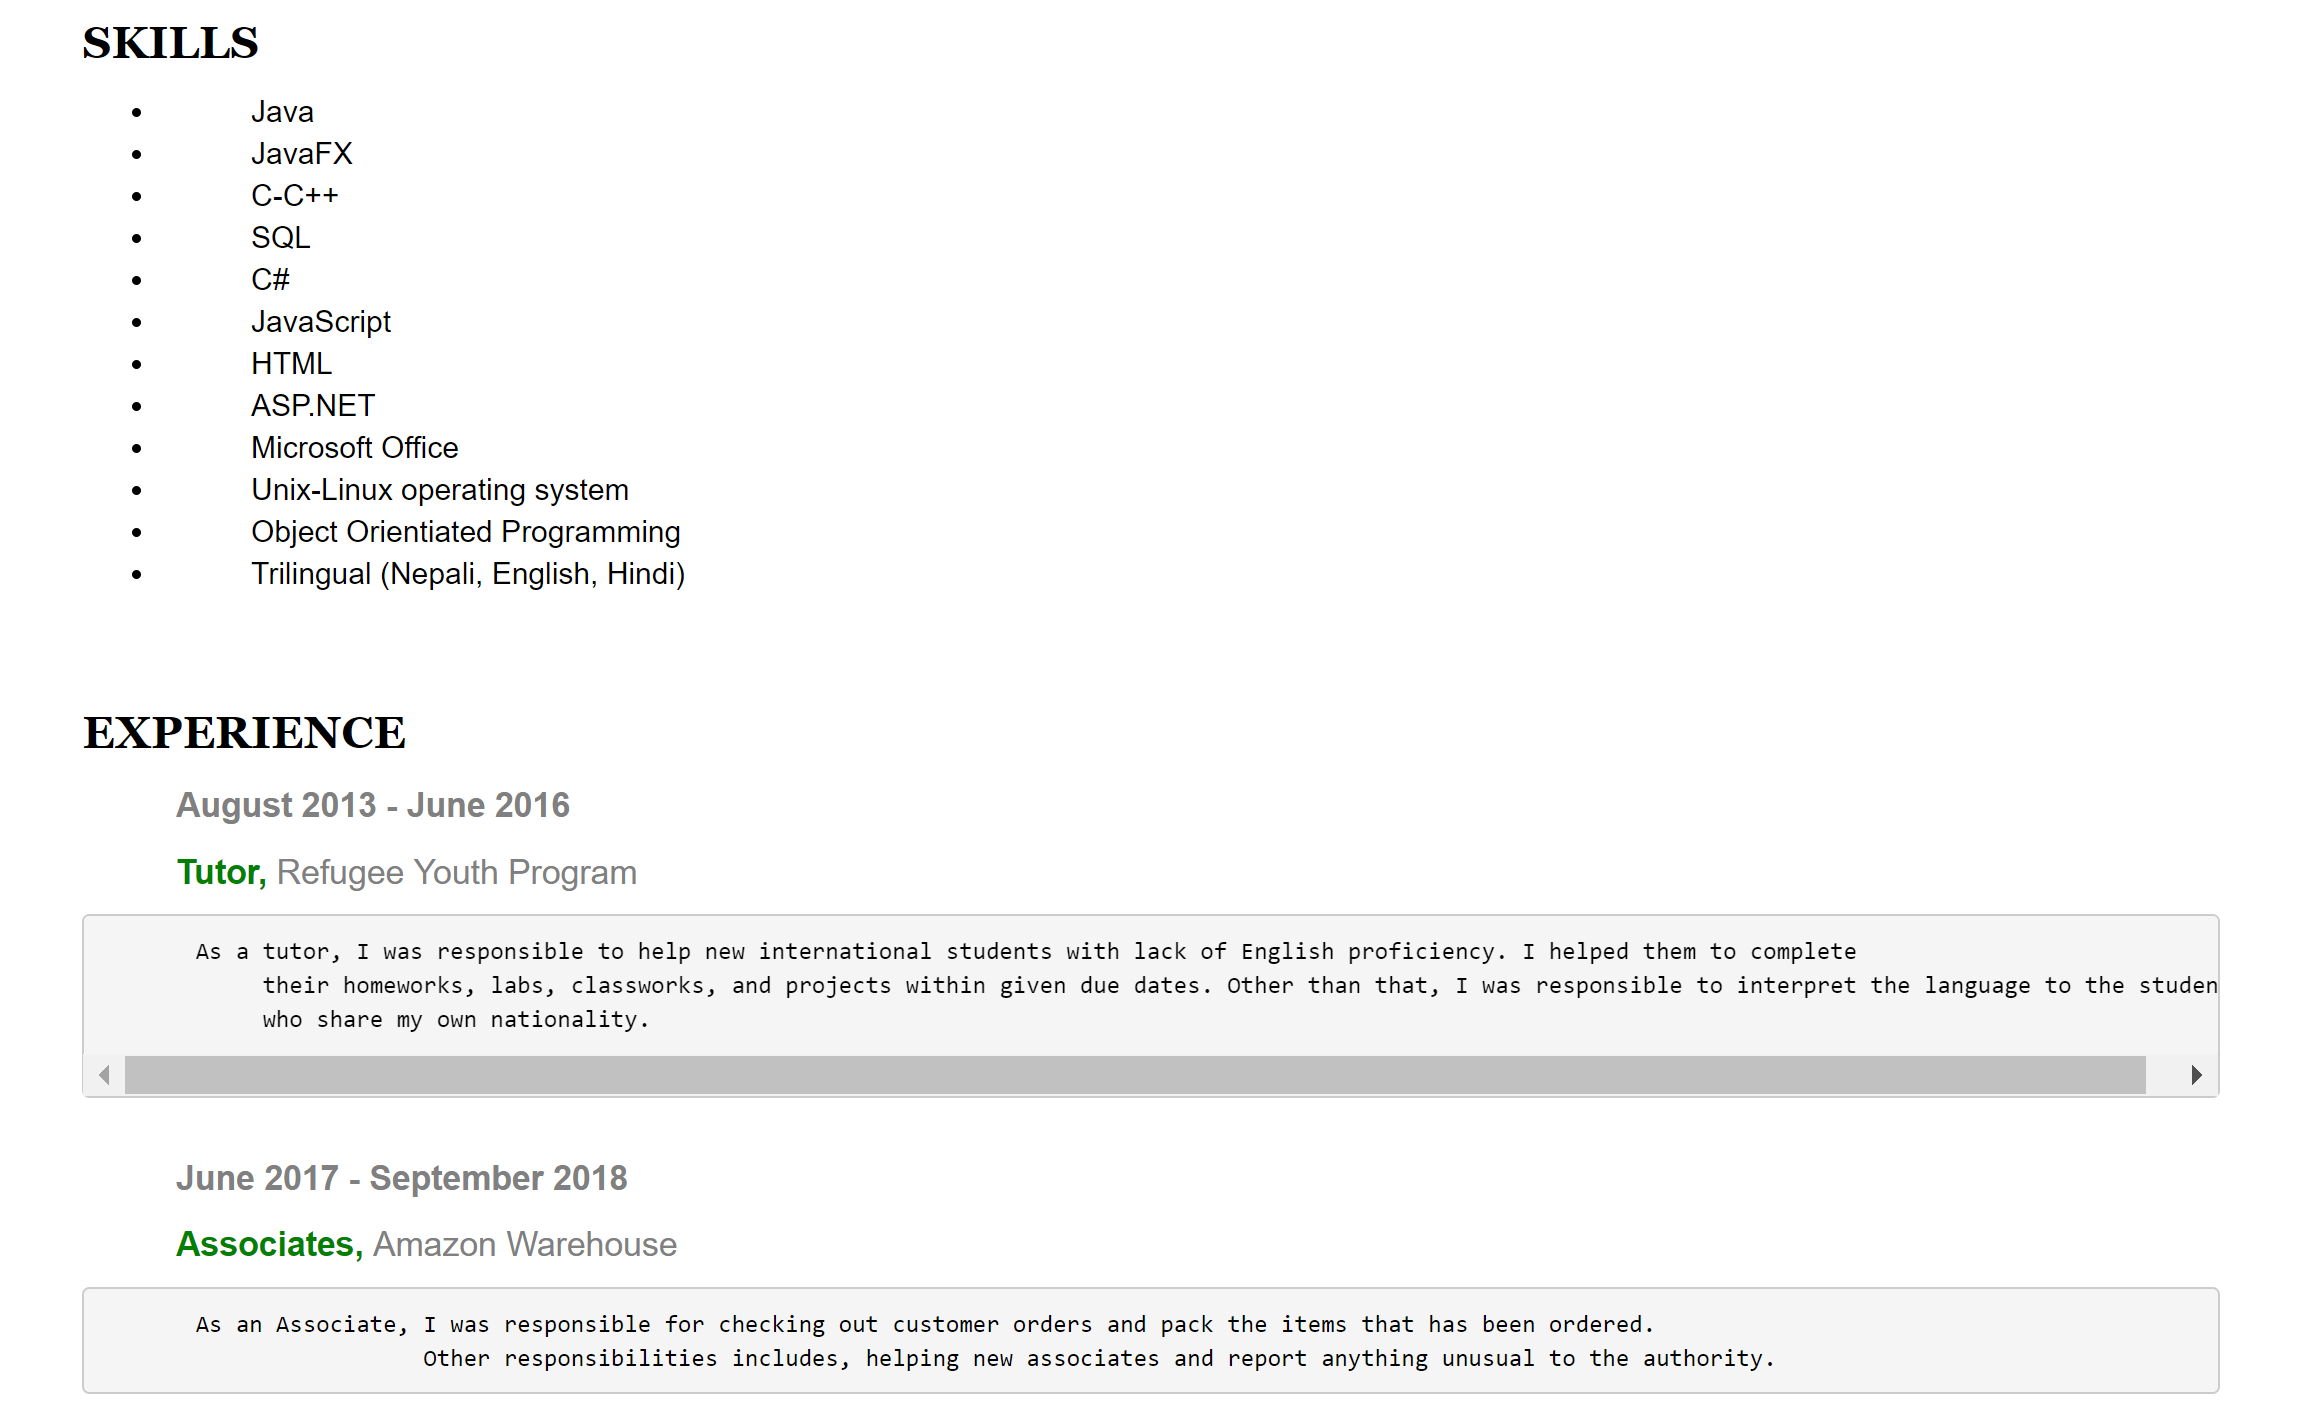 SKILLS
Java
JavaFX
C-C++
SQL
C#
JavaScript
HTML
ASP.NET
Microsoft Office
Unix-Linux operating system
Object Orientiated Programming
Trilingual (Nepali, English, Hindi)
EXPERIENCE
August 2013 - June 2016
Tutor, Refugee Youth Program
As a tutor, I was responsible to help new international students with lack of English proficiency. I helped them to complete
their homeworks, labs, classworks, and projects within given due dates. Other than that, I was responsible to interpret the language to the studen
who share my own nationality.
June 2017 - September 2018
Associates, Amazon Warehouse
As an Associate, I was responsible for checking out customer orders and pack the items that has been ordered.
Other responsibilities includes, helping new associates and report anything unusual to the authority.